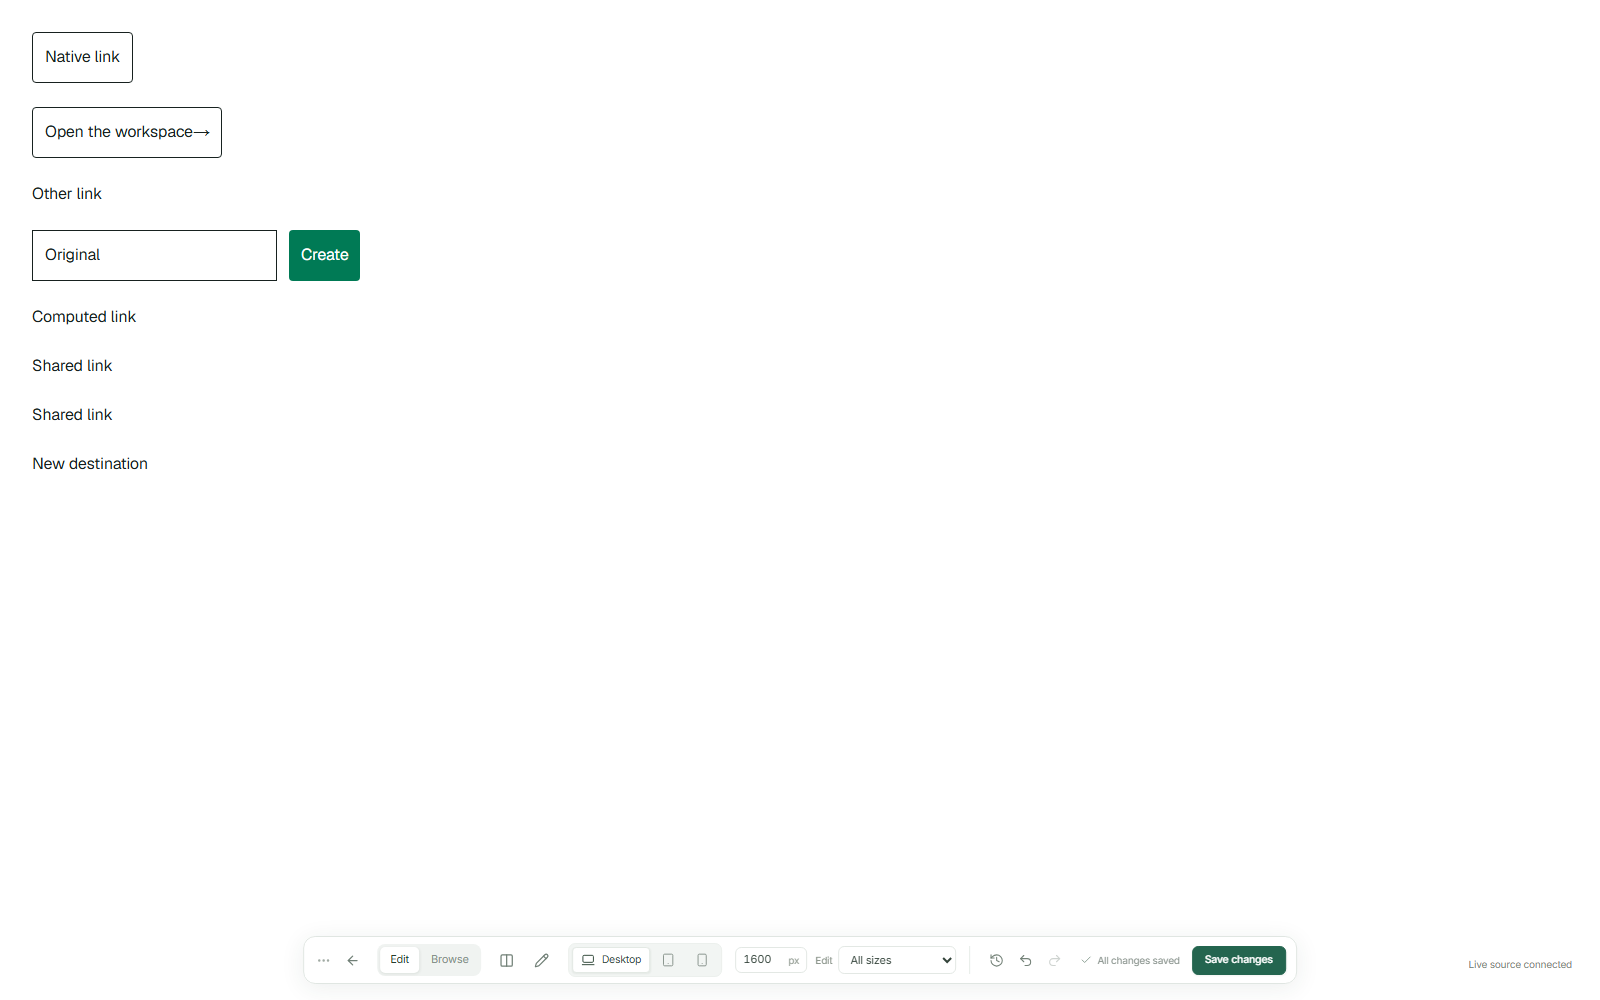 Native link
Open the workspace→
Other link
Original
Create
Computed link
Shared link
Shared link
New destination
Edit
Browse
Desktop
1600 px
Edit
All sizes
All changes saved
Save changes
Live source connected